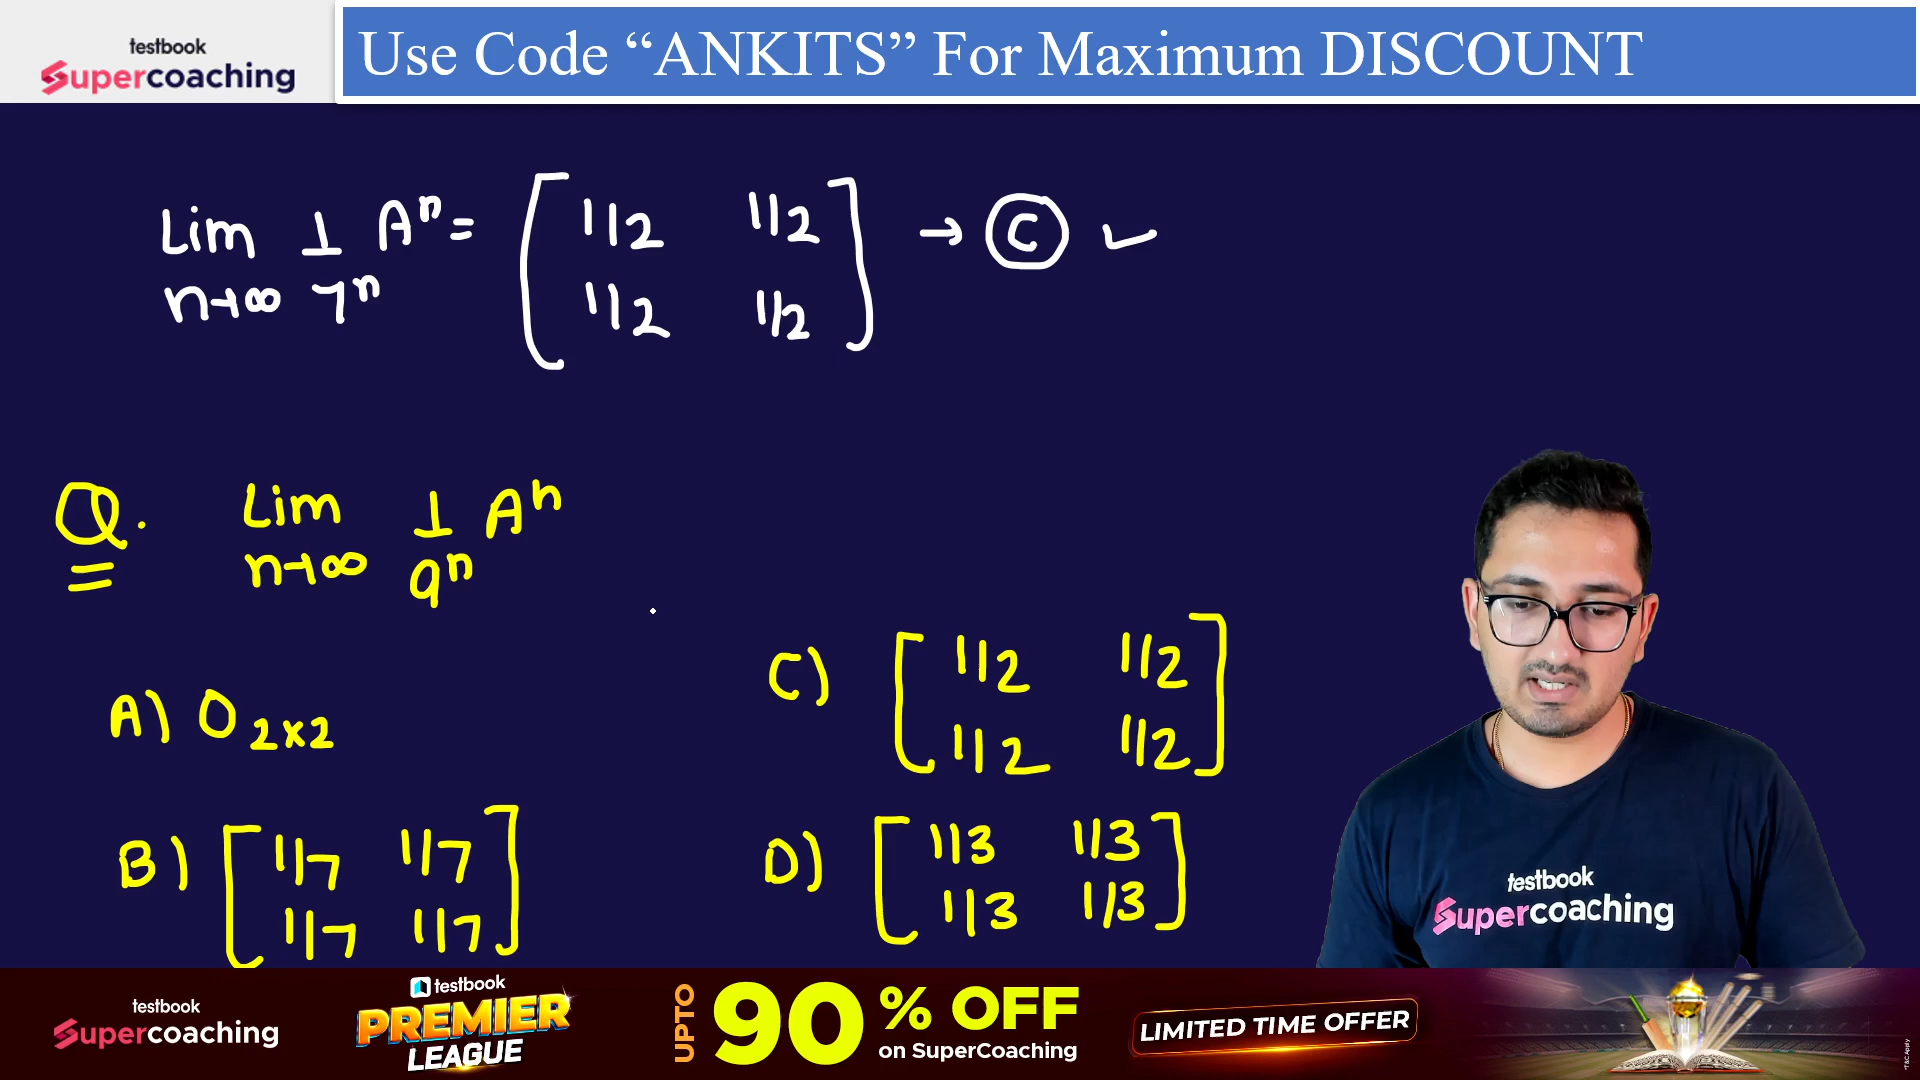 testbook
Supercoaching
Use Code “ANKITS” For Maximum DISCOUNT
Lim n→∞ 1/7ⁿ Aⁿ = [ 1/2 1/2
1/2 1/2 ] → C ✓
Q. Lim n→∞ 1/9ⁿ Aⁿ
A) O 2×2
B) [ 1/7 1/7
1/7 1/7 ]
C) [ 1/2 1/2
1/2 1/2 ]
D) [ 1/3 1/3
1/3 1/3 ]
testbook
Supercoaching
testbook
Supercoaching
testbook
PREMIER
LEAGUE
UPTO 90% OFF
on SuperCoaching
LIMITED TIME OFFER
*T&C Apply